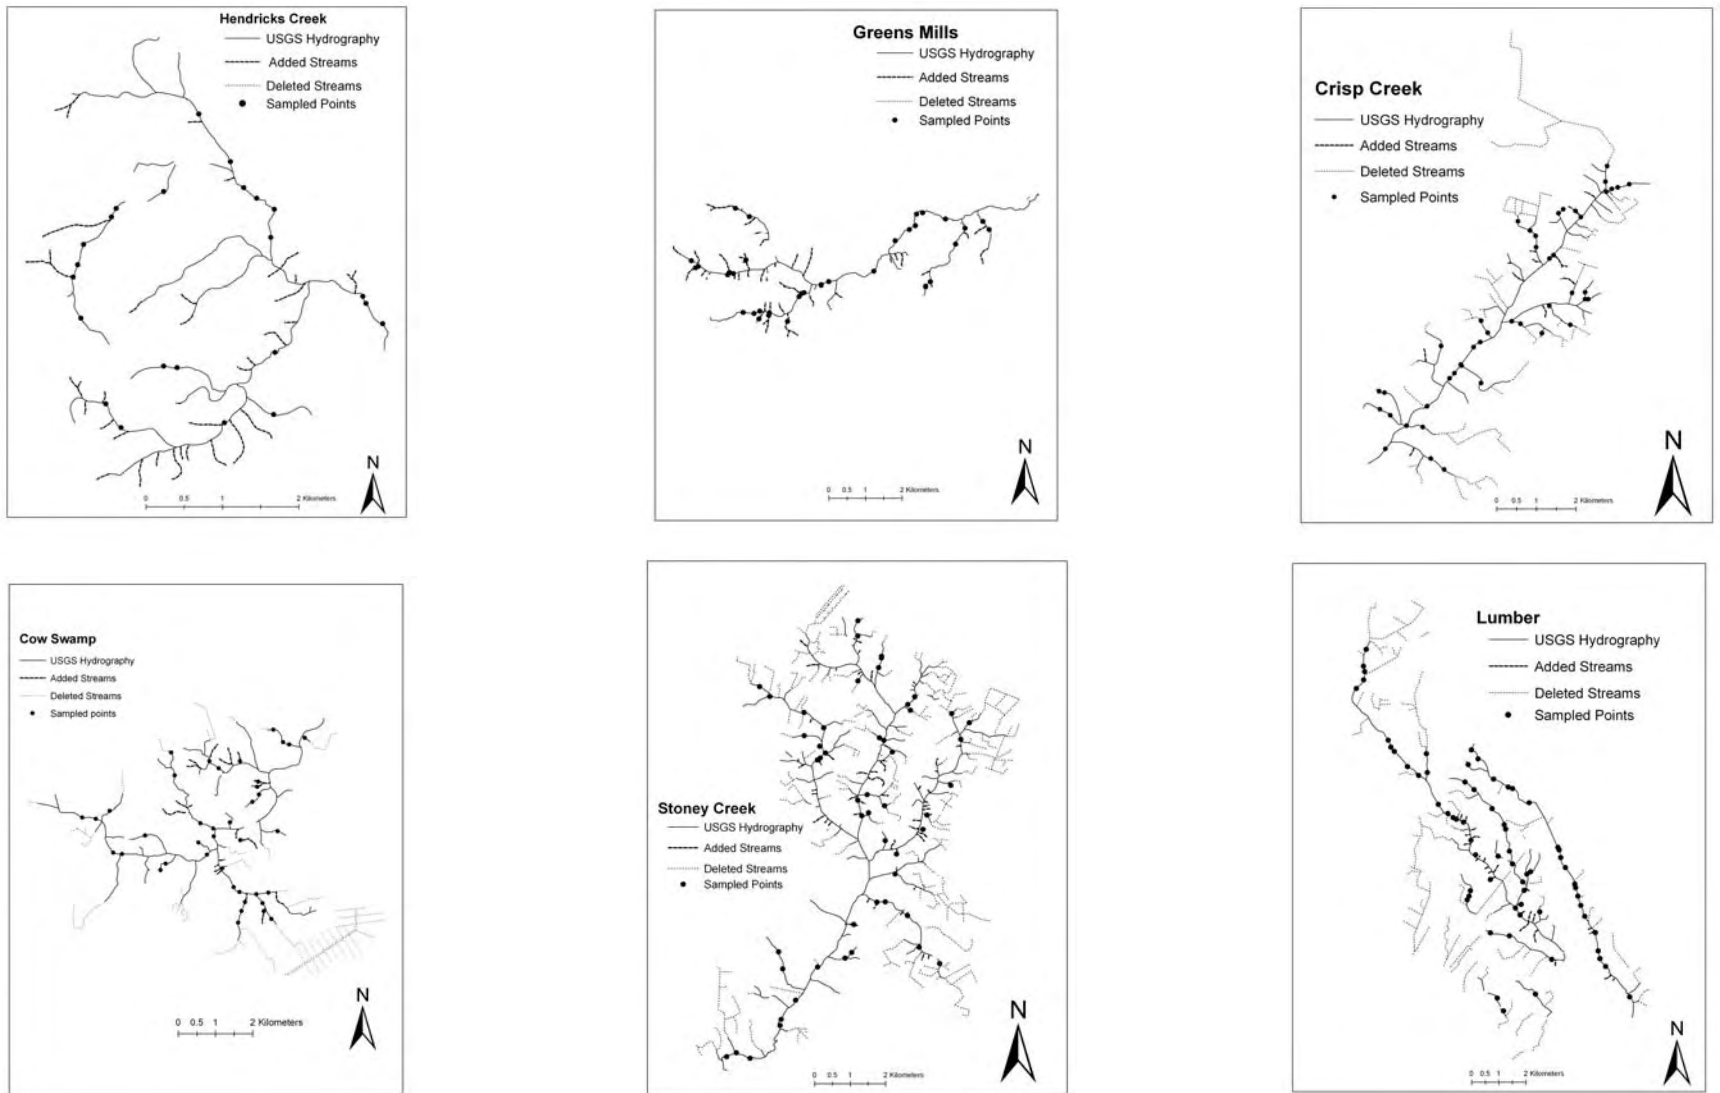 Hendricks Creek
USGS Hydrography
Added Streams
Deleted Streams
Sampled Points
N
0 0.5 1 2 Kilometers
Greens Mills
USGS Hydrography
Added Streams
Deleted Streams
Sampled Points
N
0 0.5 1 2 Kilometers
Crisp Creek
USGS Hydrography
Added Streams
Deleted Streams
Sampled Points
N
0 0.5 1 2 Kilometers
Cow Swamp
USGS Hydrography
Added Streams
Deleted Streams
Sampled points
N
0 0.5 1 2 Kilometers
Stoney Creek
USGS Hydrography
Added Streams
Deleted Streams
Sampled Points
N
0 0.5 1 2 Kilometers
Lumber
USGS Hydrography
Added Streams
Deleted Streams
Sampled Points
N
0 0.5 1 2 Kilometers